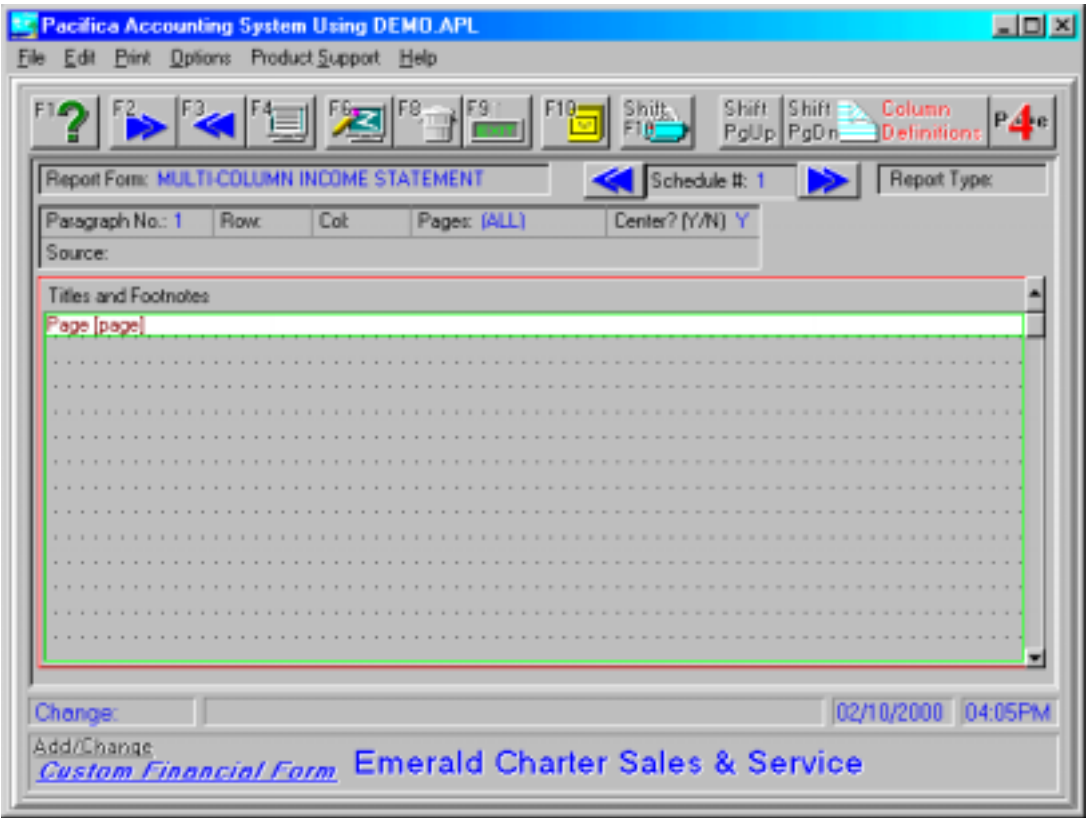 Pacifica Accounting System Using DEMO.APL
File Edit Print Options Product Support Help
F1 F2 F3 F4 F6 F8 F9 F10 Shift F10 Shift PgUp Shift PgDn Column Definitions 4
Report Form: MULTI-COLUMN INCOME STATEMENT Schedule #: 1 Report Type:
Paragraph No.: 1 Row: Col: Pages: (ALL) Center? (Y/N) Y
Source:
Titles and Footnotes
Page [page]
Change: 02/10/2000 04:05PM
Add/Change
Custom Financial Form Emerald Charter Sales & Service